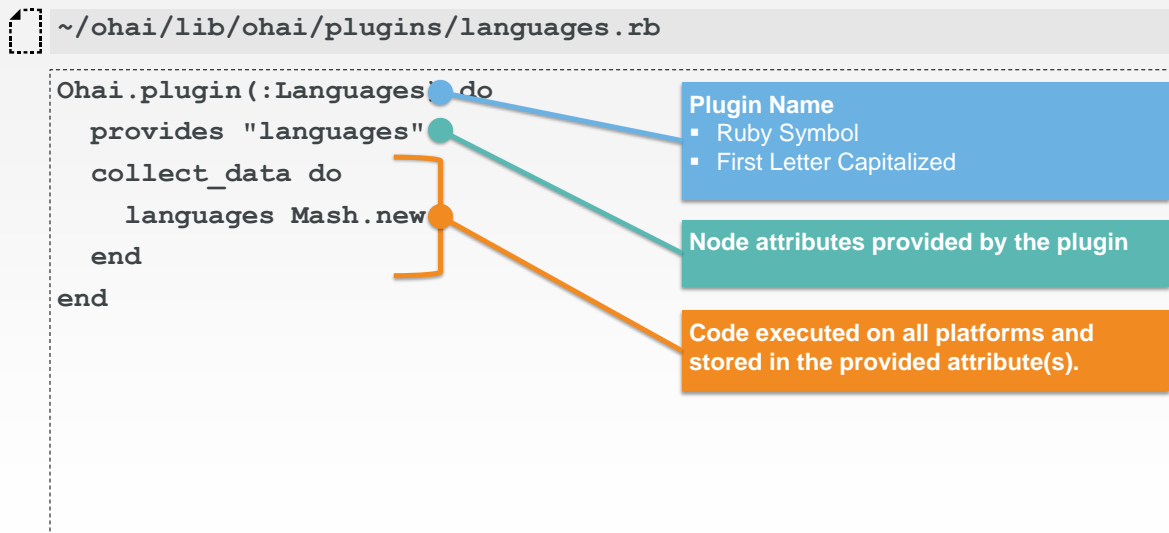 ~/ohai/lib/ohai/plugins/languages.rb
Ohai.plugin(:Languages) do
provides "languages"
collect_data do
languages Mash.new
end
end
Plugin Name
▪ Ruby Symbol
▪ First Letter Capitalized
Node attributes provided by the plugin
Code executed on all platforms and
stored in the provided attribute(s).